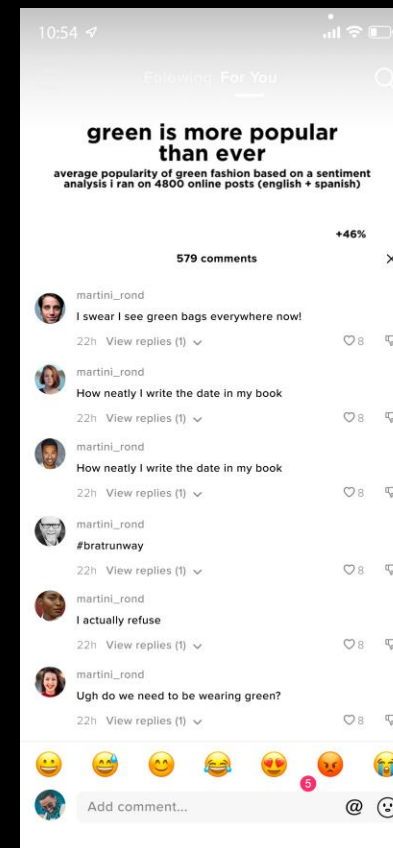 10:54
Folowing For You
green is more popular
than ever
average popularity of green fashion based on a sentiment
analysis i ran on 4800 online posts (english + spanish)
+46%
579 comments
martini_rond
I swear I see green bags everywhere now!
22h View replies (1) 8
martini_rond
How neatly I write the date in my book
22h View replies (1) 8
martini_rond
How neatly I write the date in my book
22h View replies (1) 8
martini_rond
#bratrunway
22h View replies (1) 8
martini_rond
I actually refuse
22h View replies (1) 8
martini_rond
Ugh do we need to be wearing green?
22h View replies (1) 8
5
Add comment... @